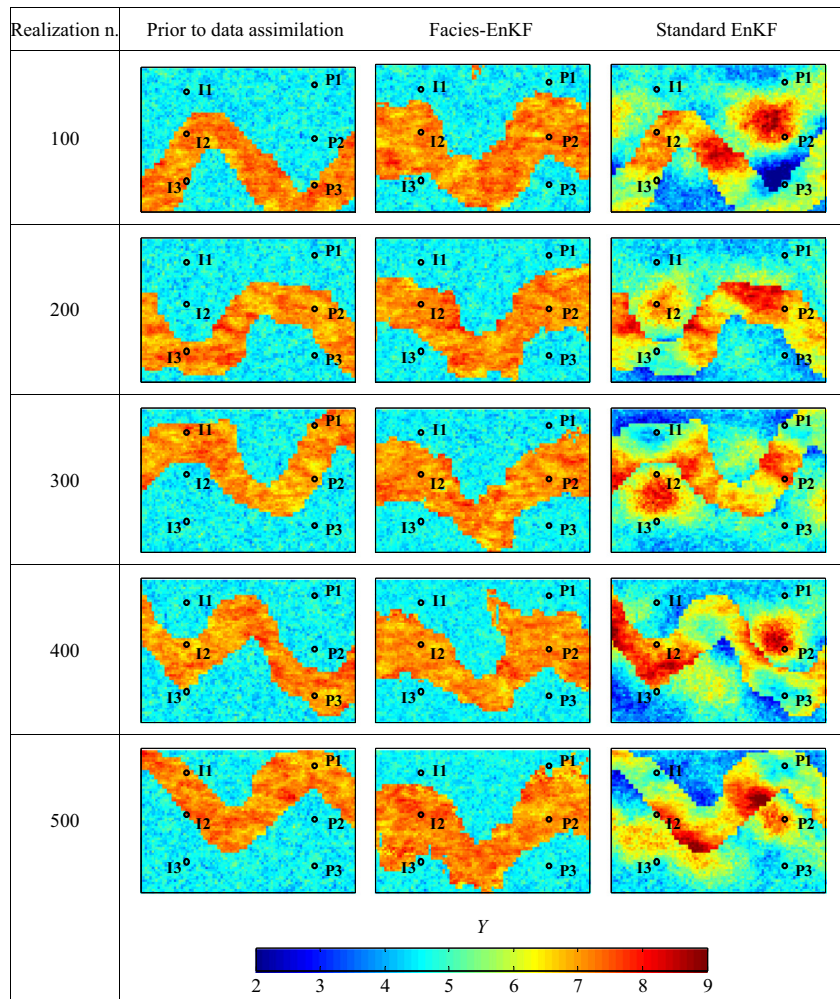 Realization n. Prior to data assimilation Facies-EnKF Standard EnKF
100
I1 P1 I1 P1 I1 P1
I2 P2 I2 P2 I2 P2
I3 P3 I3 P3 I3 P3
200
I1 P1 I1 P1 I1 P1
I2 P2 I2 P2 I2 P2
I3 P3 I3 P3 I3 P3
300
I1 P1 I1 P1 I1 P1
I2 P2 I2 P2 I2 P2
I3 P3 I3 P3 I3 P3
400
I1 P1 I1 P1 I1 P1
I2 P2 I2 P2 I2 P2
I3 P3 I3 P3 I3 P3
500
I1 P1 I1 P1 I1 P1
I2 P2 I2 P2 I2 P2
I3 P3 I3 P3 I3 P3
Y
2 3 4 5 6 7 8 9